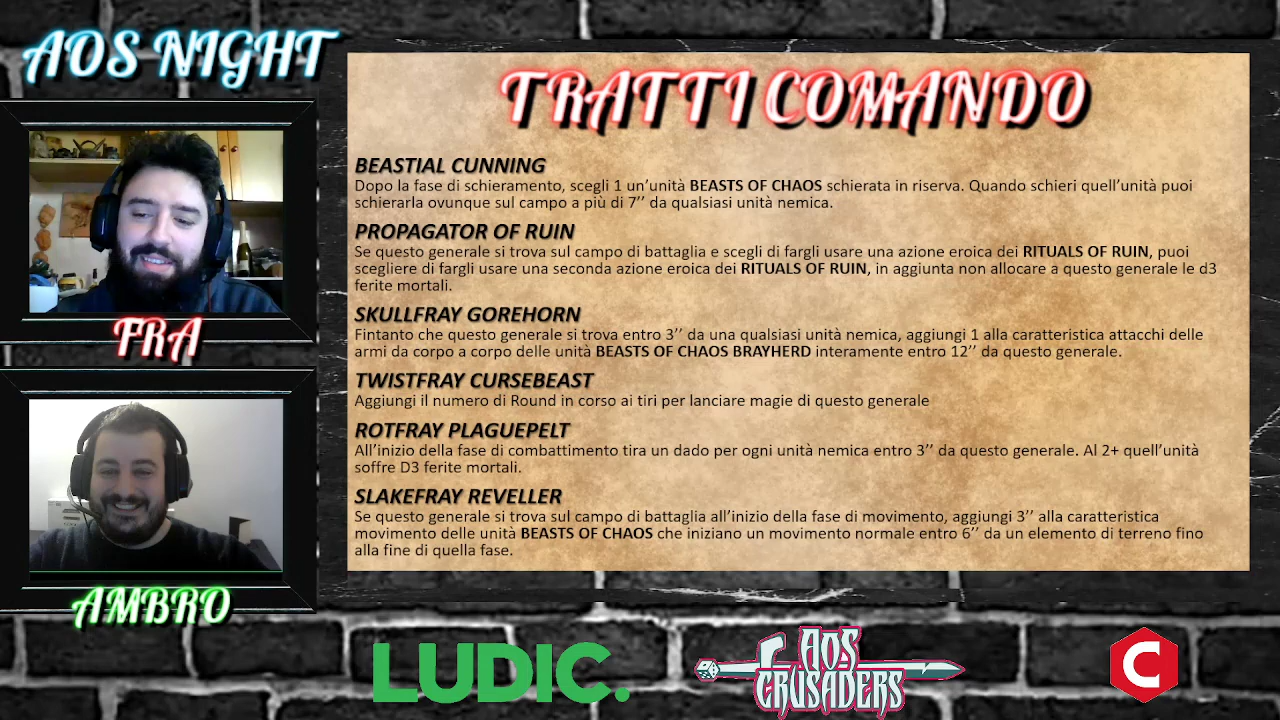 AOS NIGHT
TRATTI COMANDO
BEASTIAL CUNNING
Dopo la fase di schieramento, scegli 1 un'unità BEASTS OF CHAOS schierata in riserva. Quando schieri quell'unità puoi
schierarla ovunque sul campo a più di 7'' da qualsiasi unità nemica.
PROPAGATOR OF RUIN
Se questo generale si trova sul campo di battaglia e scegli di fargli usare una azione eroica dei RITUALS OF RUIN, puoi
scegliere di fargli usare una seconda azione eroica dei RITUALS OF RUIN, in aggiunta non allocare a questo generale le d3
ferite mortali.
SKULLFRAY GOREHORN
Fintanto che questo generale si trova entro 3'' da una qualsiasi unità nemica, aggiungi 1 alla caratteristica attacchi delle
armi da corpo a corpo delle unità BEASTS OF CHAOS BRAYHERD interamente entro 12'' da questo generale.
TWISTFRAY CURSEBEAST
Aggiungi il numero di Round in corso ai tiri per lanciare magie di questo generale
ROTFRAY PLAGUEPELT
All'inizio della fase di combattimento tira un dado per ogni unità nemica entro 3'' da questo generale. Al 2+ quell'unità
soffre D3 ferite mortali.
SLAKEFRAY REVELLER
Se questo generale si trova sul campo di battaglia all'inizio della fase di movimento, aggiungi 3'' alla caratteristica
movimento delle unità BEASTS OF CHAOS che iniziano un movimento normale entro 6'' da un elemento di terreno fino
alla fine di quella fase.
FRA
AMBRO
LUDIC.
AOS
CRUSADERS
C